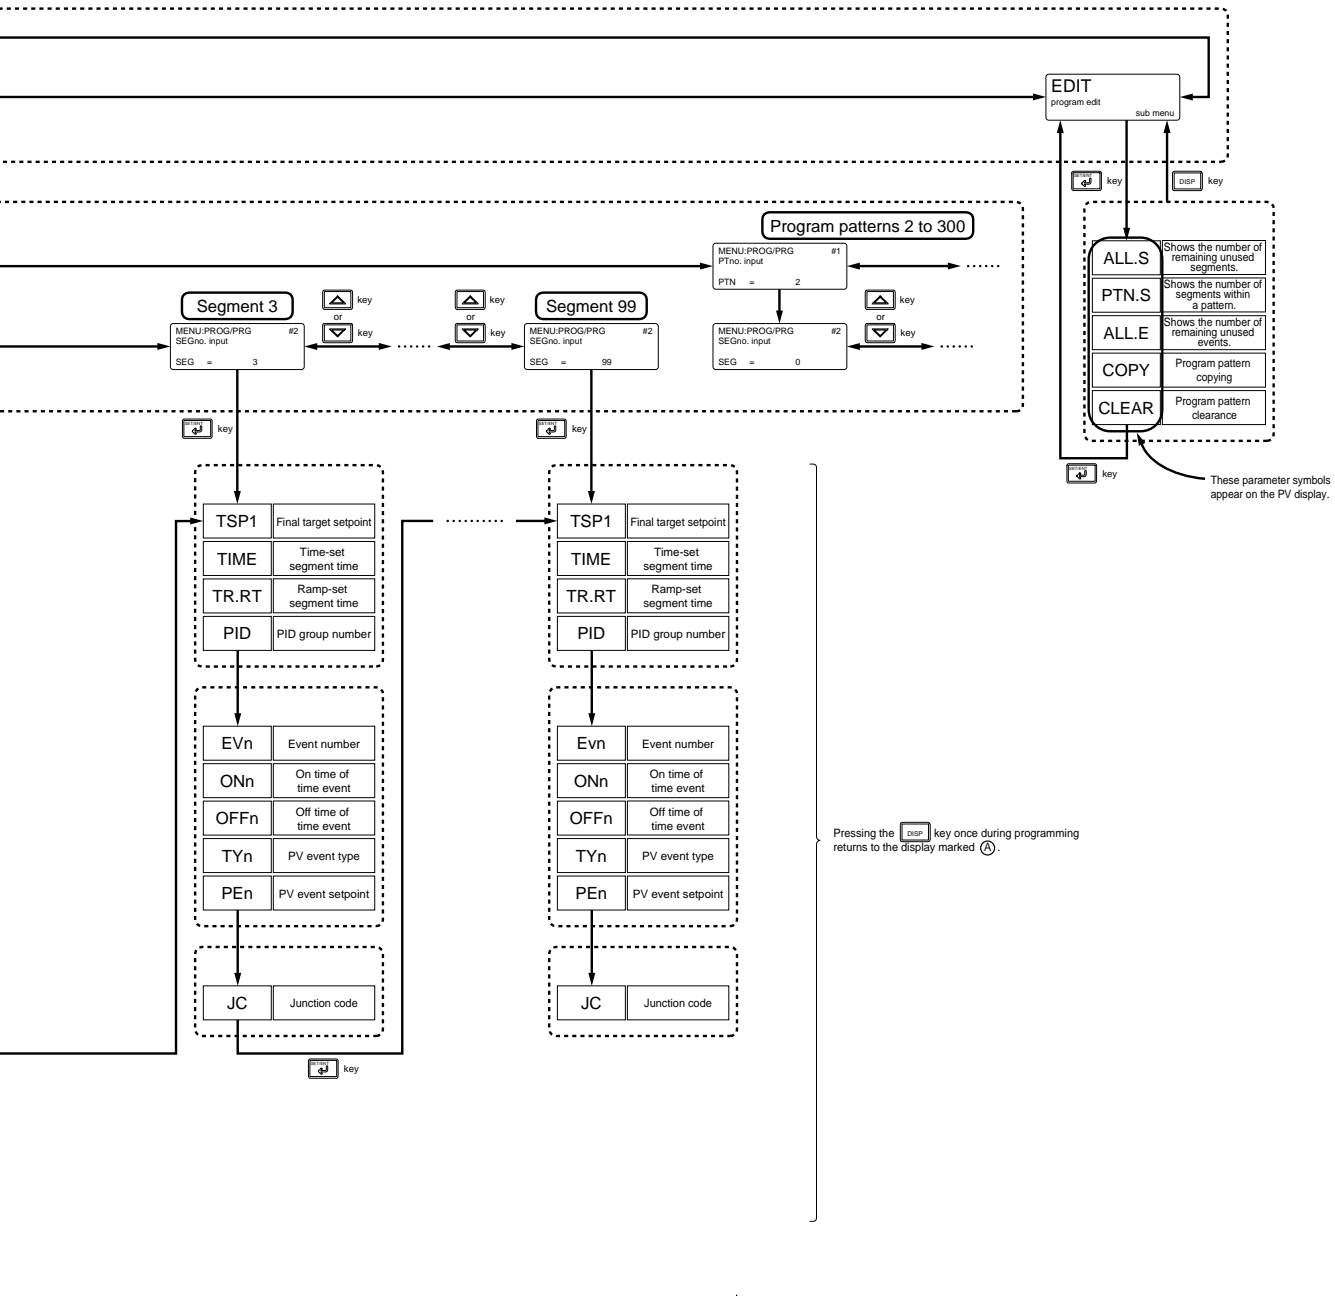 EDIT
program edit
sub menu
SET/ENT
key
DISP
key
Program patterns 2 to 300
MENU:PROG/PRG #1
PTno. input
PTN = 2
Segment 3
key
or
key
key
or
key
Segment 99
key
or
key
MENU:PROG/PRG #2
SEGno. input
SEG = 3
MENU:PROG/PRG #2
SEGno. input
SEG = 99
MENU:PROG/PRG #2
SEGno. input
SEG = 0
ALL.S
Shows the number of
remaining unused
segments.
PTN.S
Shows the number of
segments within
a pattern.
ALL.E
Shows the number of
remaining unused
events.
COPY
Program pattern
copying
CLEAR
Program pattern
clearance
SET/ENT
key
SET/ENT
key
SET/ENT
key
These parameter symbols
appear on the PV display.
TSP1
Final target setpoint
TIME
Time-set
segment time
TR.RT
Ramp-set
segment time
PID
PID group number
EVn
Event number
ONn
On time of
time event
OFFn
Off time of
time event
TYn
PV event type
PEn
PV event setpoint
JC
Junction code
SET/ENT
key
TSP1
Final target setpoint
TIME
Time-set
segment time
TR.RT
Ramp-set
segment time
PID
PID group number
Evn
Event number
ONn
On time of
time event
OFFn
Off time of
time event
TYn
PV event type
PEn
PV event setpoint
JC
Junction code
Pressing the DISP key once during programming
returns to the display marked Ⓐ.